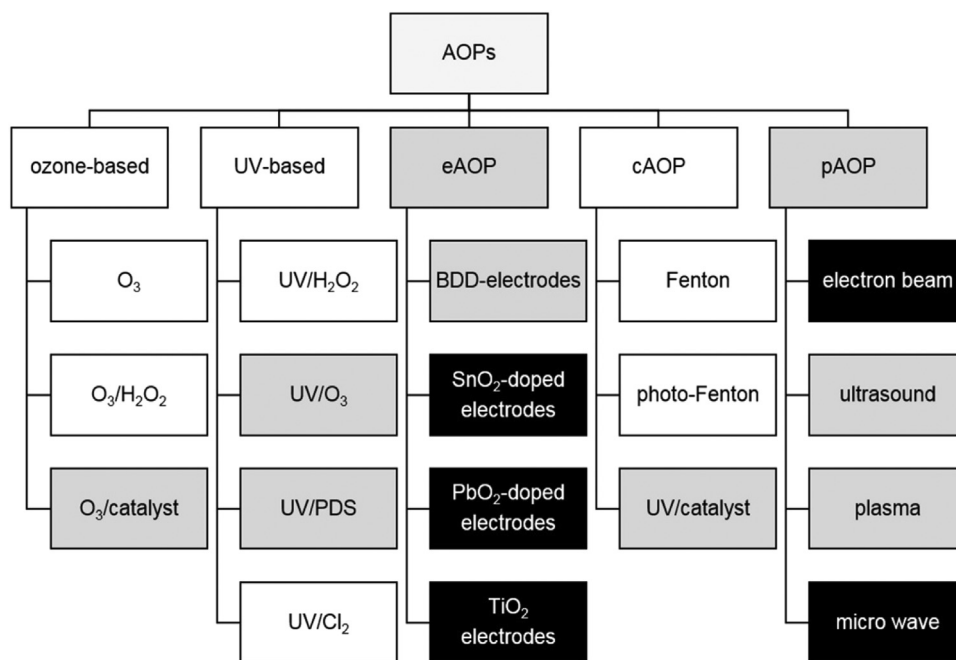 AOPs
ozone-based
UV-based
eAOP
cAOP
pAOP
O₃
UV/H₂O₂
BDD-electrodes
Fenton
electron beam
O₃/H₂O₂
UV/O₃
SnO₂-doped
electrodes
photo-Fenton
ultrasound
O₃/catalyst
UV/PDS
PbO₂-doped
electrodes
UV/catalyst
plasma
UV/Cl₂
TiO₂
electrodes
micro wave